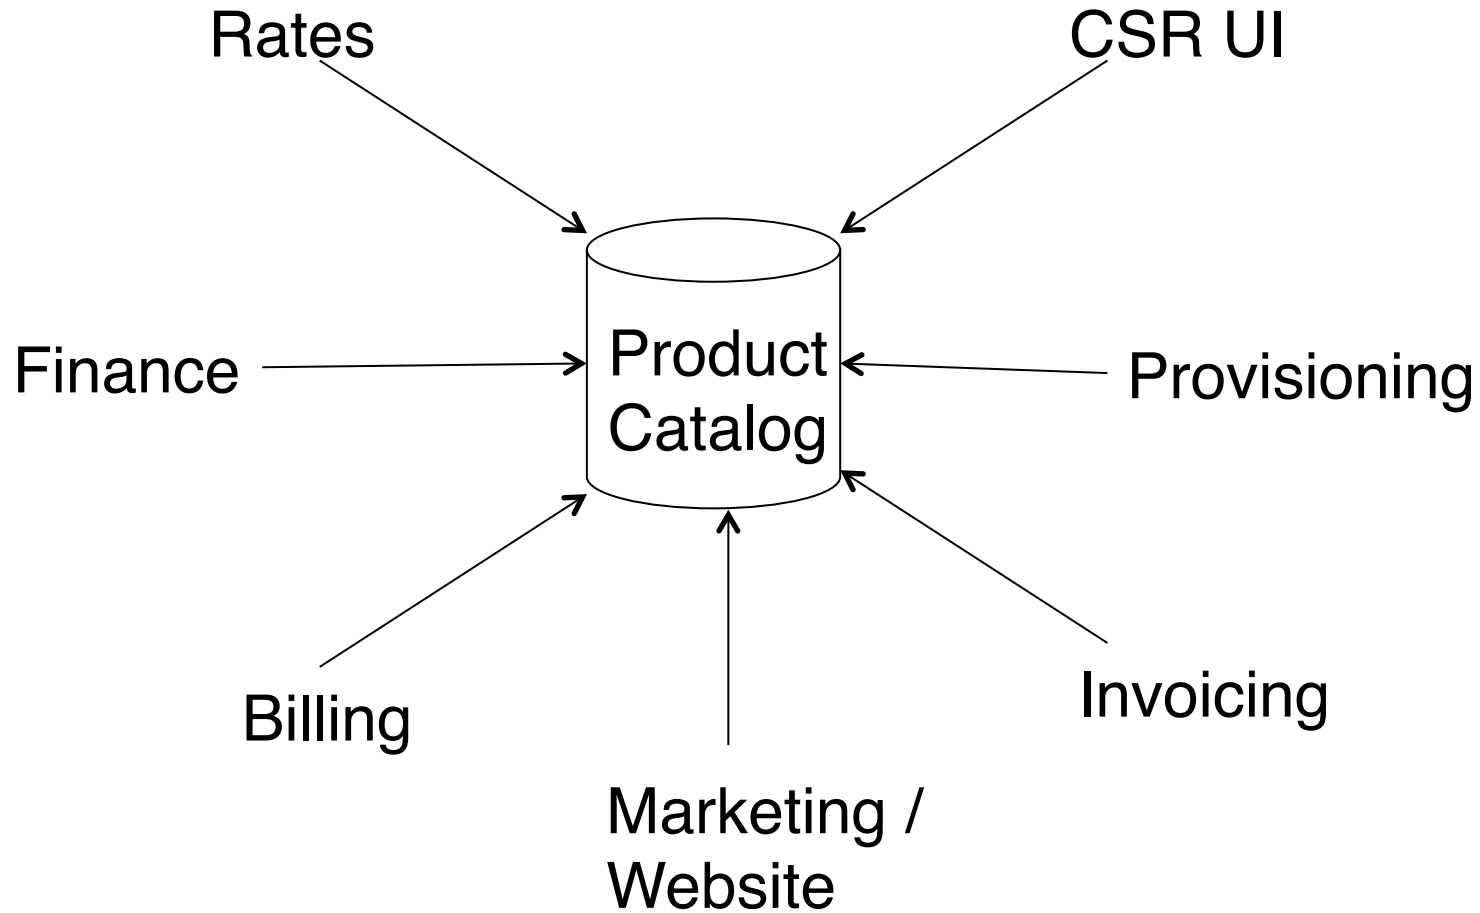 Rates
CSR UI
Product
Catalog
Finance
Provisioning
Billing
Invoicing
Marketing /
Website